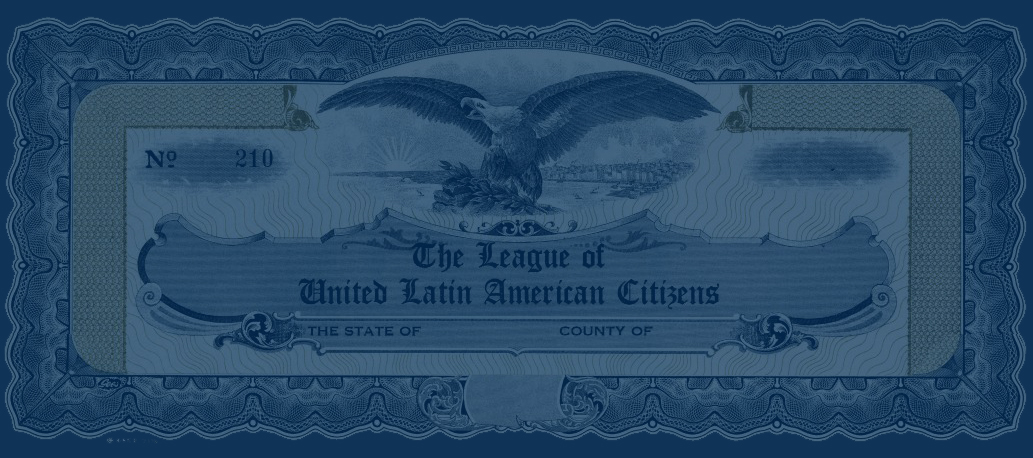 Nº 210
The League of
United Latin American Citizens
THE STATE OF COUNTY OF